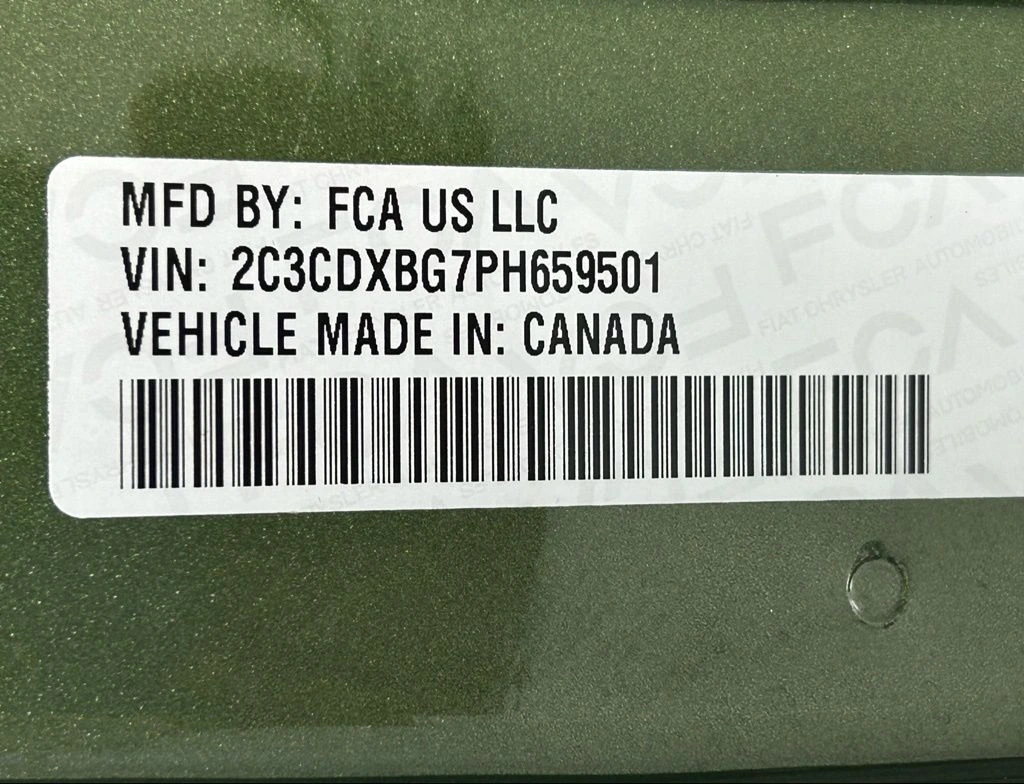 MFD BY: FCA US LLC
VIN: 2C3CDXBG7PH659501
VEHICLE MADE IN: CANADA